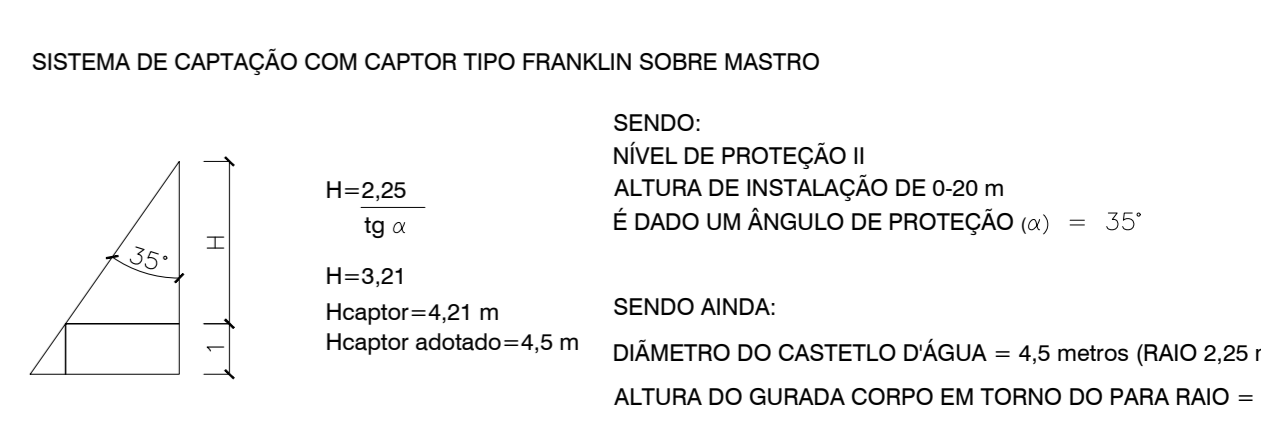 SISTEMA DE CAPTAÇÃO COM CAPTOR TIPO FRANKLIN SOBRE MASTRO
35°
H
1
H=2,25
tg α
H=3,21
Hcaptor=4,21 m
Hcaptor adotado=4,5 m
SENDO:
NÍVEL DE PROTEÇÃO II
ALTURA DE INSTALAÇÃO DE 0-20 m
É DADO UM ÂNGULO DE PROTEÇÃO (α) = 35°
SENDO AINDA:
DIÃMETRO DO CASTETLO D'ÁGUA = 4,5 metros (RAIO 2,25
ALTURA DO GURADA CORPO EM TORNO DO PARA RAIO =